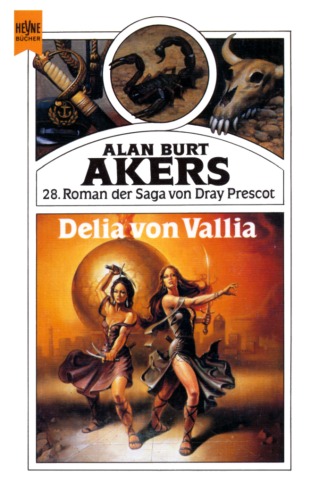 HEYNE
BÜCHER
ALAN BURT
AKERS
28. Roman der Saga von Dray Prescot
Delia von Vallia